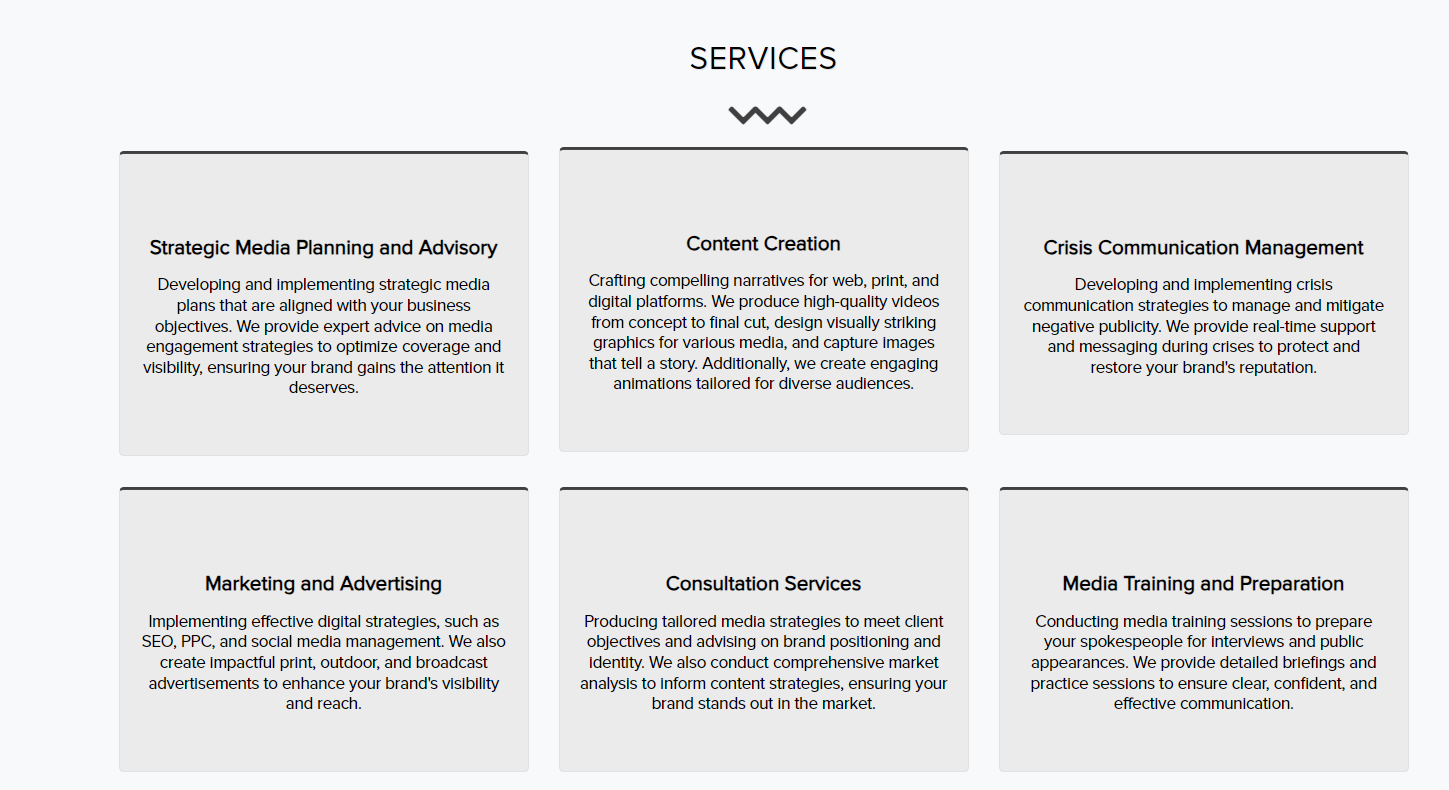 SERVICES
Strategic Media Planning and Advisory
Developing and implementing strategic media
plans that are aligned with your business
objectives. We provide expert advice on media
engagement strategies to optimize coverage and
visibility, ensuring your brand gains the attention it
deserves.
Content Creation
Crafting compelling narratives for web, print, and
digital platforms. We produce high-quality videos
from concept to final cut, design visually striking
graphics for various media, and capture images
that tell a story. Additionally, we create engaging
animations tailored for diverse audiences.
Crisis Communication Management
Developing and implementing crisis
communication strategies to manage and mitigate
negative publicity. We provide real-time support
and messaging during crises to protect and
restore your brand's reputation.
Marketing and Advertising
Implementing effective digital strategies, such as
SEO, PPC, and social media management. We also
create impactful print, outdoor, and broadcast
advertisements to enhance your brand's visibility
and reach.
Consultation Services
Producing tailored media strategies to meet client
objectives and advising on brand positioning and
identity. We also conduct comprehensive market
analysis to inform content strategies, ensuring your
brand stands out in the market.
Media Training and Preparation
Conducting media training sessions to prepare
your spokespeople for interviews and public
appearances. We provide detailed briefings and
practice sessions to ensure clear, confident, and
effective communication.